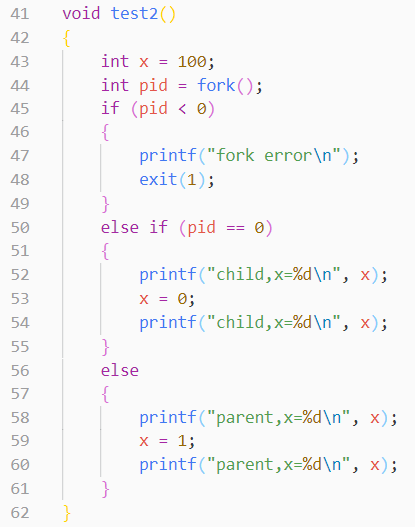 41 void test2()
42 {
43     int x = 100;
44     int pid = fork();
45     if (pid < 0)
46     {
47         printf("fork error\n");
48         exit(1);
49     }
50     else if (pid == 0)
51     {
52         printf("child,x=%d\n", x);
53         x = 0;
54         printf("child,x=%d\n", x);
55     }
56     else
57     {
58         printf("parent,x=%d\n", x);
59         x = 1;
60         printf("parent,x=%d\n", x);
61     }
62 }